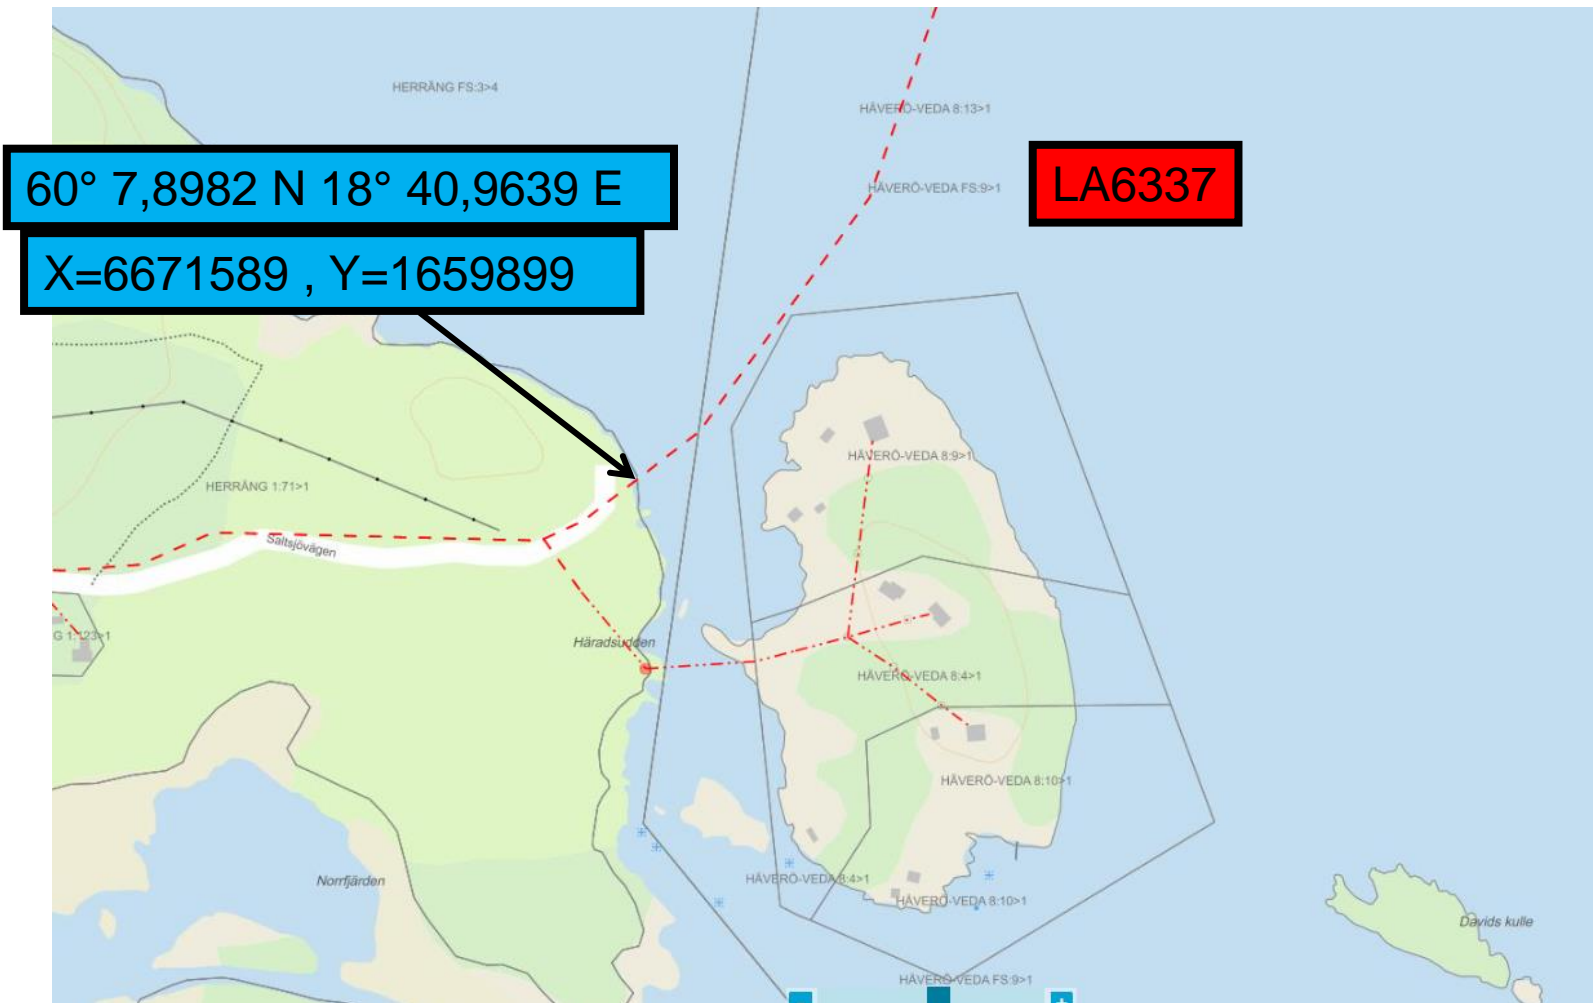 HERRÄNG FS:3>4
HÄVERÖ-VEDA 8:13>1
60° 7,8982 N 18° 40,9639 E
LA6337
HÄVERÖ-VEDA FS:9>1
X=6671589 , Y=1659899
HÄVERÖ-VEDA 8:9>1
HERRÄNG 1:71>1
Saltsjövägen
G 1:123>1
Häradsudden
HÄVERÖ-VEDA 8:4>1
HÄVERÖ-VEDA 8:10>1
Norrfjärden
HÄVERÖ-VEDA 8:4>1
HÄVERÖ-VEDA 8:10>1
Davids kulle
HÄVERÖ-VEDA FS:9>1